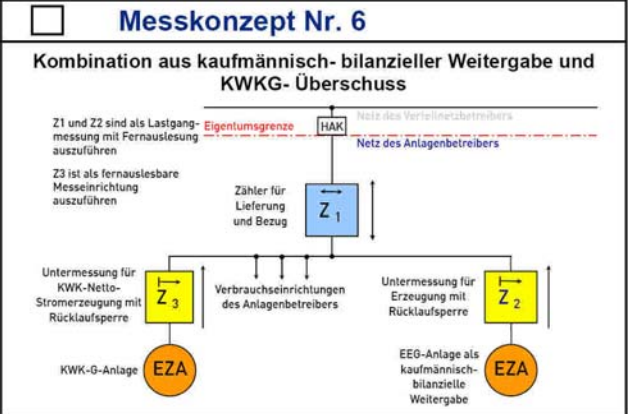 Messkonzept Nr. 6
Kombination aus kaufmännisch- bilanzieller Weitergabe und
KWKG- Überschuss
Z1 und Z2 sind als Lastgang-
messung mit Fernauslesung
auszuführen
Eigentumsgrenze
HAK
Netz des Verteilnetzbetreibers
Netz des Anlagenbetreibers
Z3 ist als fernauslesbare
Messeinrichtung
auszuführen
Zähler für
Lieferung
und Bezug
Z 1
Untermessung für
KWK-Netto-
Stromerzeugung mit
Rücklaufsperre
Z 3
Verbrauchseinrichtungen
des Anlagenbetreibers
Untermessung für
Erzeugung mit
Rücklaufsperre
Z 2
KWK-G-Anlage
EZA
EEG-Anlage als
kaufmännisch-
bilanzielle
Weitergabe
EZA